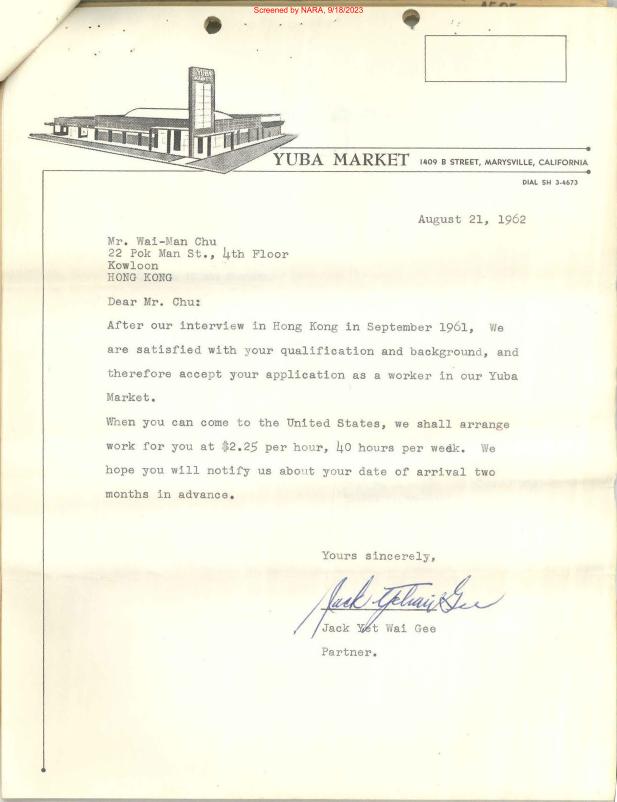 Screened by NARA, 9/18/2023
YUBA
MARKET
YUBA MARKET 1409 B STREET, MARYSVILLE, CALIFORNIA
DIAL SH 3-4673
August 21, 1962
Mr. Wai-Man Chu
22 Pok Man St., 4th Floor
Kowloon
HONG KONG
Dear Mr. Chu:
After our interview in Hong Kong in September 1961, We
are satisfied with your qualification and background, and
therefore accept your application as a worker in our Yuba
Market.
When you can come to the United States, we shall arrange
work for you at $2.25 per hour, 40 hours per week. We
hope you will notify us about your date of arrival two
months in advance.
Yours sincerely,
Jack Gee
Jack Yet Wai Gee
Partner.